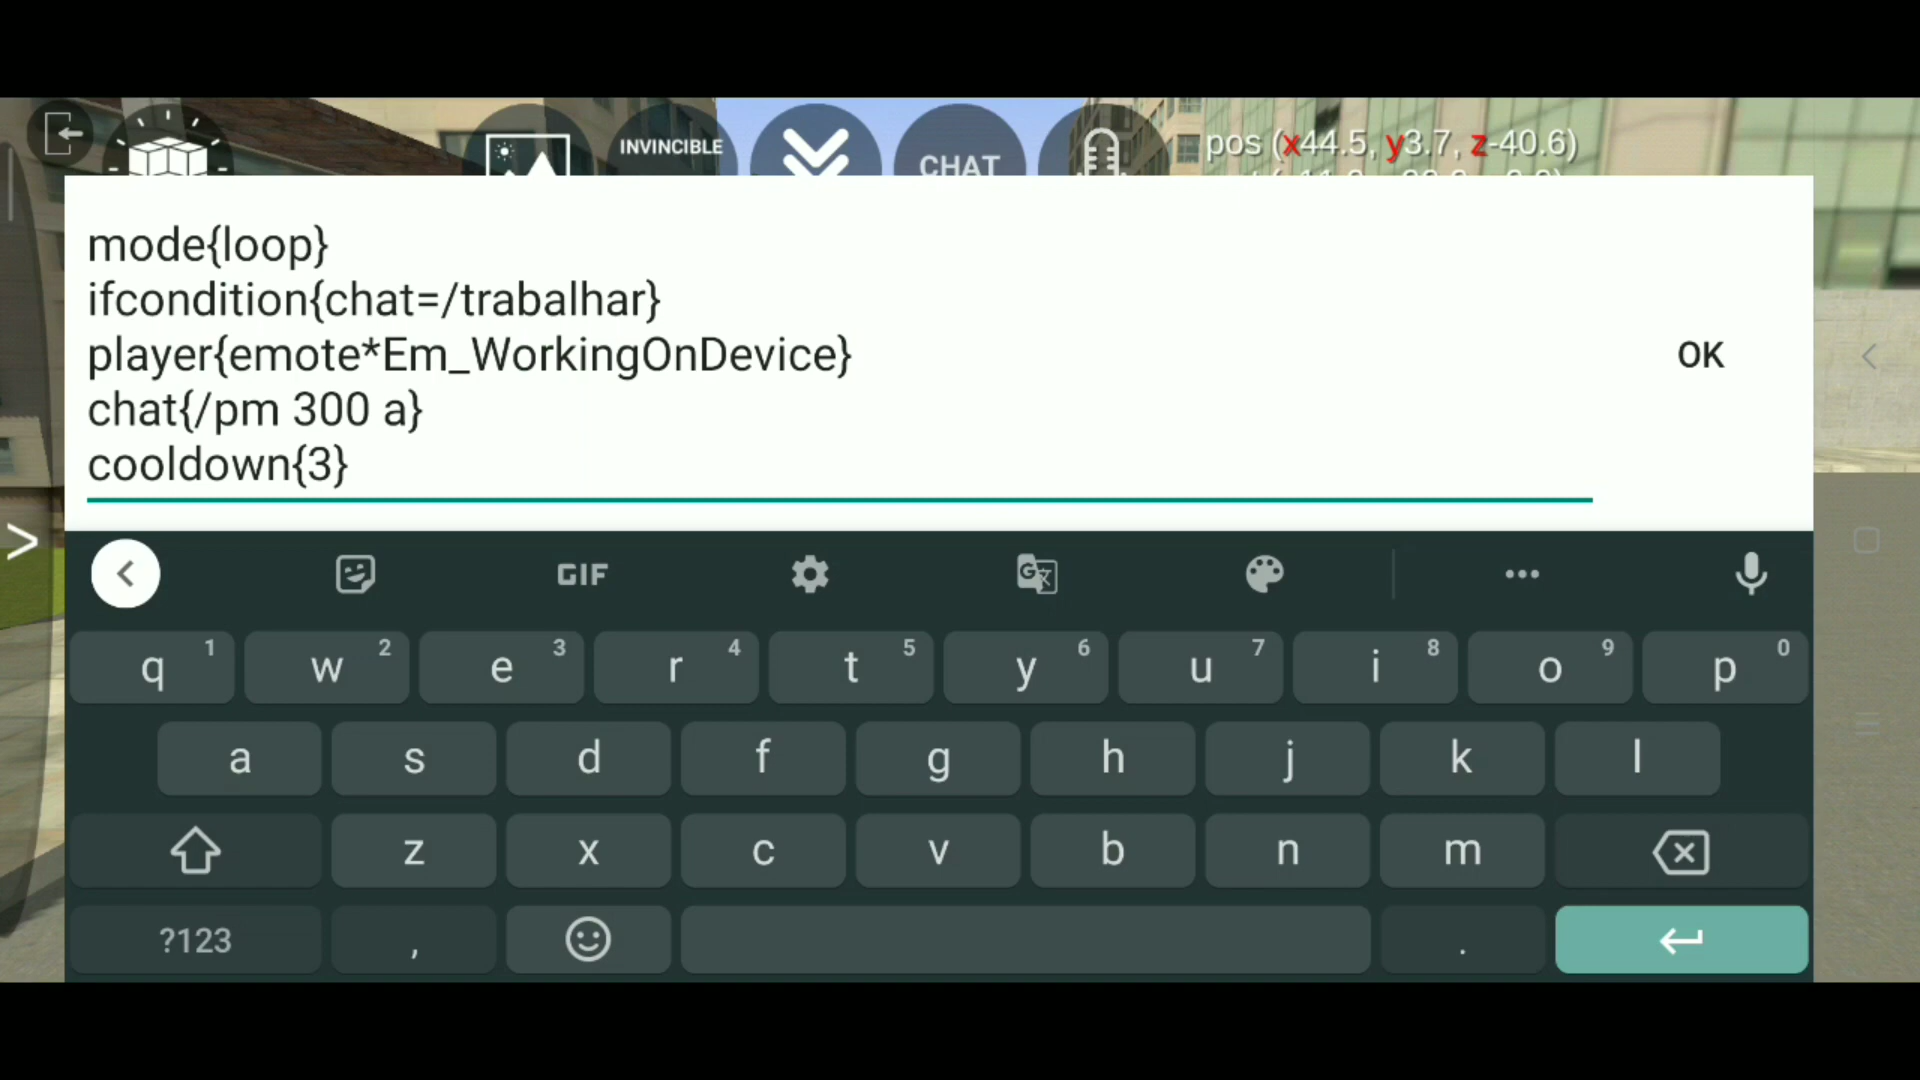 INVINCIBLE
CHAT
pos (x44.5, y3.7, z-40.6)
mode{loop}
ifcondition{chat=/trabalhar}
player{emote*Em_WorkingOnDevice}
chat{/pm 300 a}
cooldown{3}
OK
>
GIF
q 1 w 2 e 3 r 4 t 5 y 6 u 7 i 8 o 9 p 0
a s d f g h j k l
z x c v b n m
?123 , .